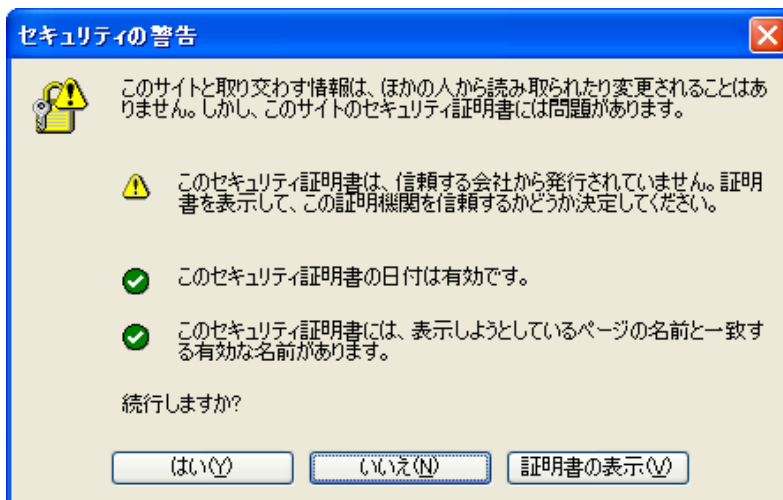 セキュリティの警告
このサイトと取り交わす情報は、ほかの人から読み取られたり変更されることはあ
りません。しかし、このサイトのセキュリティ証明書には問題があります。
このセキュリティ証明書は、信頼する会社から発行されていません。証明
書を表示して、この証明機関を信頼するかどうか決定してください。
このセキュリティ証明書の日付は有効です。
このセキュリティ証明書には、表示しようとしているページの名前と一致す
る有効な名前があります。
続行しますか?
はい(Y) いいえ(N) 証明書の表示(V)